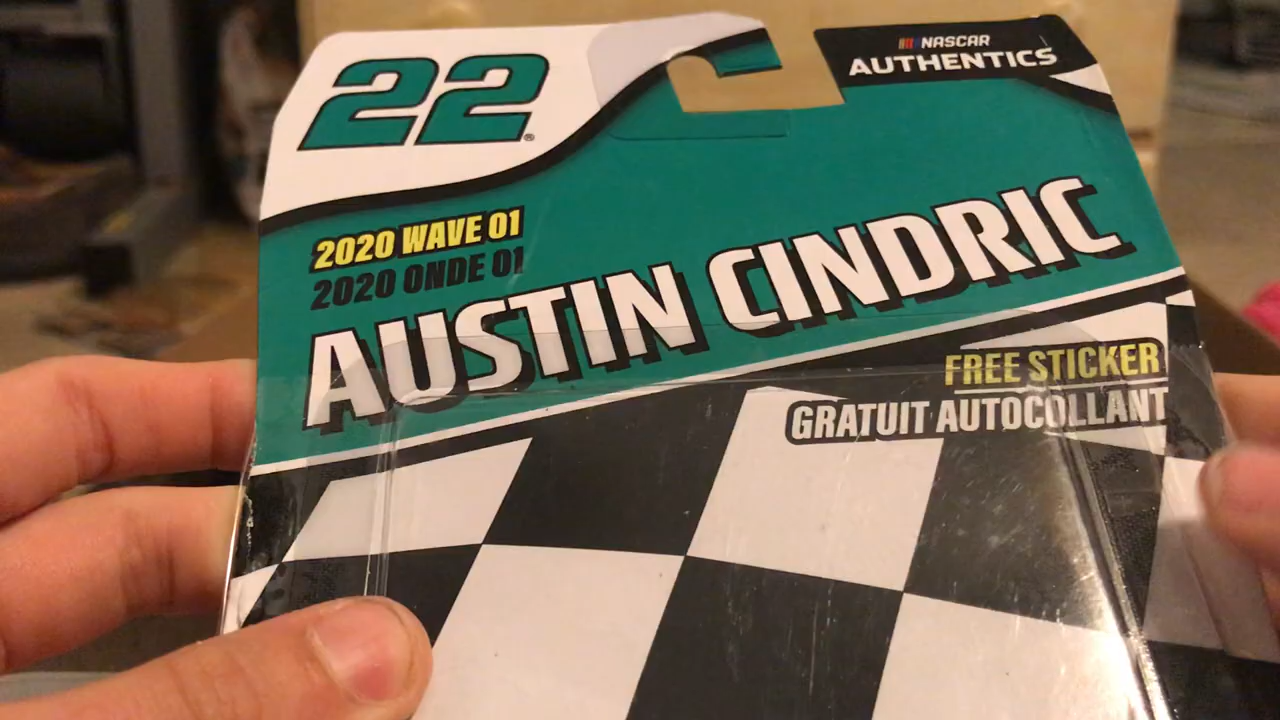 22
NASCAR
AUTHENTICS
2020 WAVE 01
2020 ONDE 01
AUSTIN CINDRIC
FREE STICKER
GRATUIT AUTOCOLLANT